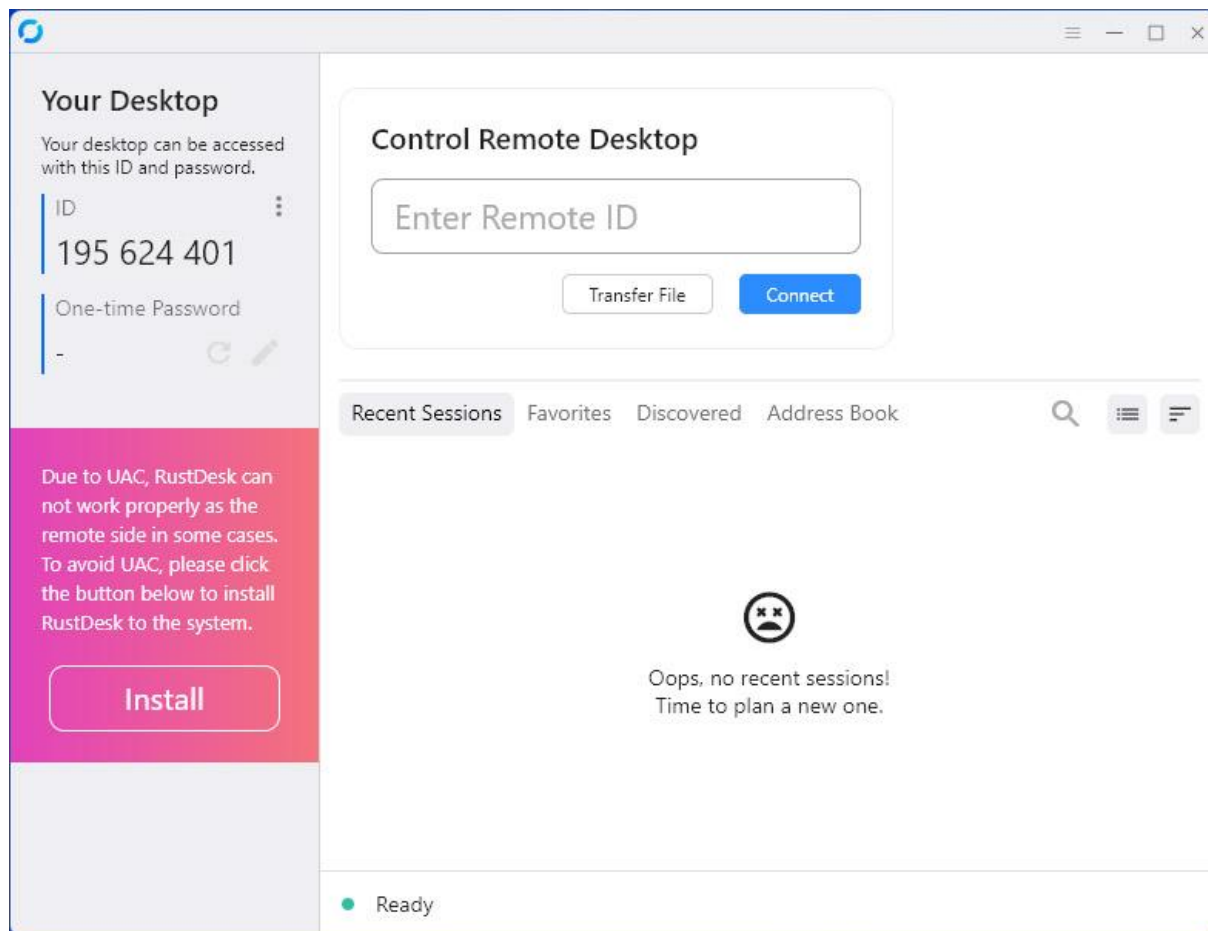 Your Desktop
Your desktop can be accessed
with this ID and password.
ID
195 624 401
One-time Password
-
Due to UAC, RustDesk can
not work properly as the
remote side in some cases.
To avoid UAC, please click
the button below to install
RustDesk to the system.
Install
Control Remote Desktop
Enter Remote ID
Transfer File
Connect
Recent Sessions Favorites Discovered Address Book
Oops, no recent sessions!
Time to plan a new one.
Ready